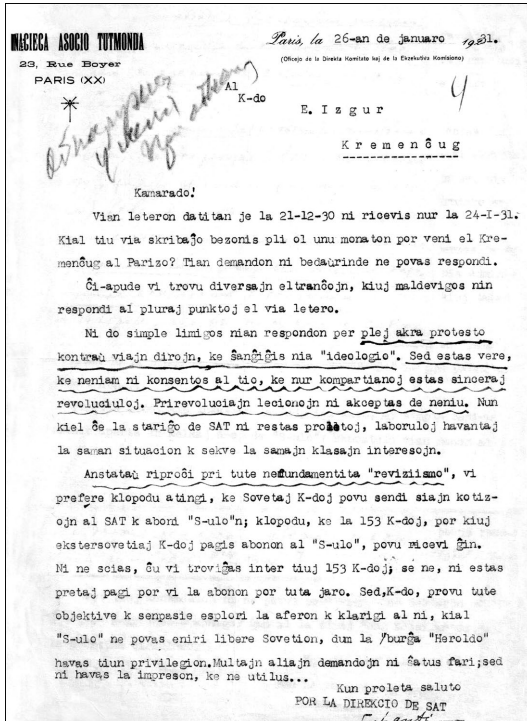 NACIECA ASOCIO TUTMONDA
23, Rue Boyer
PARIS (XX)
Paris, la 26-an de januaro 1931.
(Oficejo de la Direkta Komitato kaj de la Ekzekutiva Komisiono)
Al
K-do
E. Izgur
Kremenĉug
Kamarado!
Vian leteron datitan je la 21-12-30 ni ricevis nur la 24-I-31.
Kial tiu via skribaĵo bezonis pli ol unu monaton por veni el Kre-
menĉug al Parizo? Tian demandon ni bedaŭrinde ne povas respondi.
Ĉi-apude vi trovu diversajn eltranĉojn, kiuj maldevigos nin
respondi al pluraj punktoj el via letero.
Ni do simple limigos nian respondon per plej akra protesto
kontraŭ viajn dirojn, ke ŝanĝiĝis nia "ideologio". Sed estas vere,
ke neniam ni konsentos al tio, ke nur kompartianoj estas sinceraj
revoluciuloj. Prirevoluciajn lecionojn ni akceptas de neniu. Nun
kiel ĉe la stariĝo de SAT ni restas proletoj, laboruloj havantaj
la saman situacion k sekve la samajn klasajn interesojn.
Anstataŭ riproĉi pri tute nefundamentita "reviziismo", vi
prefere klopodu atingi, ke Sovetaj K-doj povu sendi siajn kotiz-
ojn al SAT k aboni "S-ulo"n; klopodu, ke la 153 K-doj, por kiuj
ekstersovetiaj K-doj pagis abonon al "S-ulo", povu ricevi ĝin.
Ni ne scias, ĉu vi troviĝas inter tiuj 153 K-doj; se ne, ni estas
pretaj pagi por vi la abonon por tuta jaro. Sed,K-do, provu tute
objektive k senpasie esplori la aferon k klarigi al ni, kial
"S-ulo" ne povas eniri libere Sovetion, dum la burĝa "Heroldo"
havas tiun privilegion.Multajn aliajn demandojn ni ŝatus fari;sed
ni havas la impreson, ke ne utilus...
Kun proleta saluto
POR LA DIREKCIO DE SAT